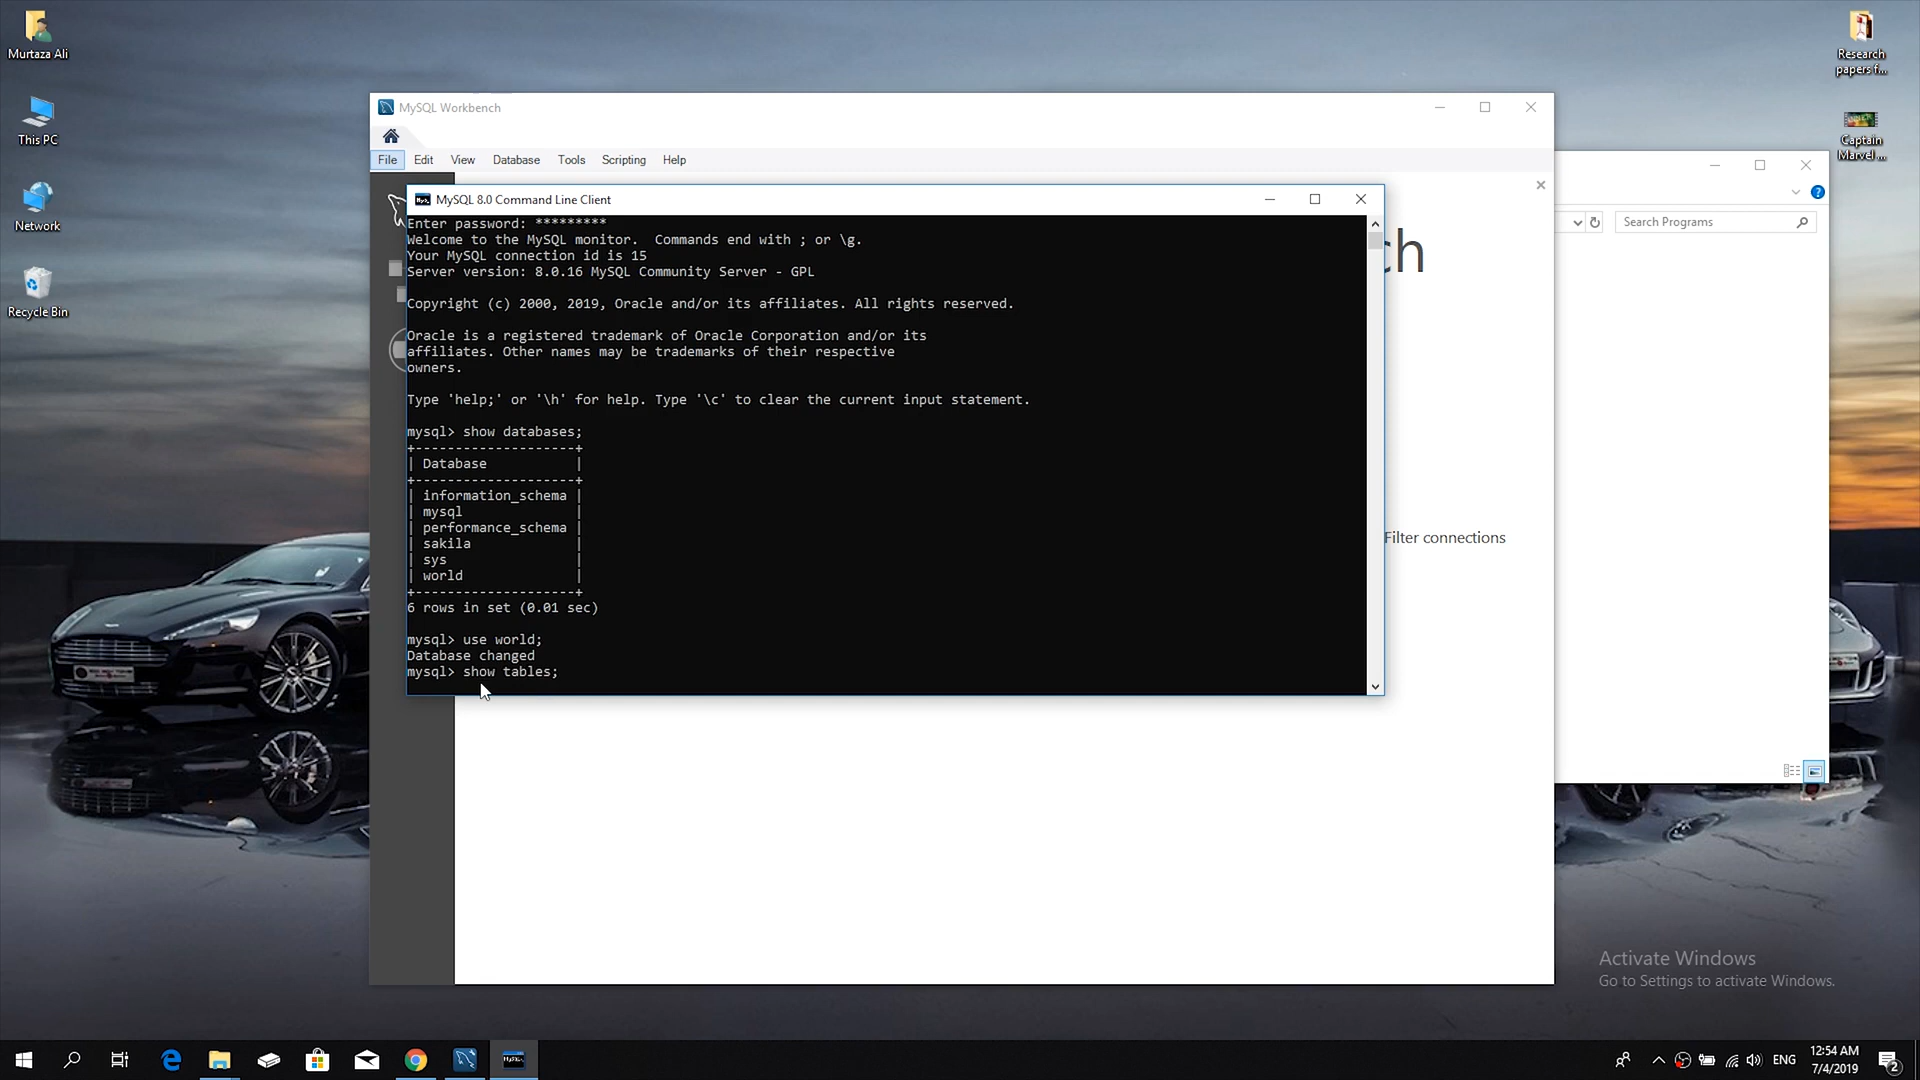 Murtaza Ali
This PC
Network
Recycle Bin
Research
papers f...
Captain
Marvel ...
MySQL Workbench
File Edit View Database Tools Scripting Help
ch
Filter connections
Search Programs
MySQL 8.0 Command Line Client
Enter password: *********
Welcome to the MySQL monitor.  Commands end with ; or \g.
Your MySQL connection id is 15
Server version: 8.0.16 MySQL Community Server - GPL
Copyright (c) 2000, 2019, Oracle and/or its affiliates. All rights reserved.
Oracle is a registered trademark of Oracle Corporation and/or its
affiliates. Other names may be trademarks of their respective
owners.
Type 'help;' or '\h' for help. Type '\c' to clear the current input statement.
mysql> show databases;
+--------------------+
| Database           |
+--------------------+
| information_schema |
| mysql              |
| performance_schema |
| sakila             |
| sys                |
| world              |
+--------------------+
6 rows in set (0.01 sec)
mysql> use world;
Database changed
mysql> show tables;
Activate Windows
Go to Settings to activate Windows.
ENG
12:54 AM
7/4/2019
2